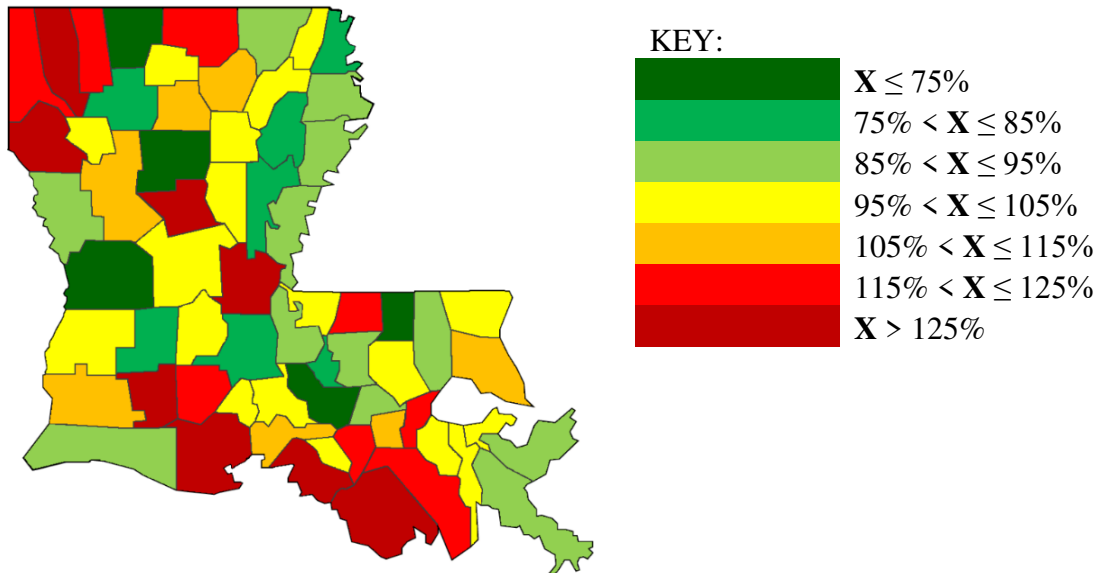 KEY:
X ≤ 75%
75% < X ≤ 85%
85% < X ≤ 95%
95% < X ≤ 105%
105% < X ≤ 115%
115% < X ≤ 125%
X > 125%